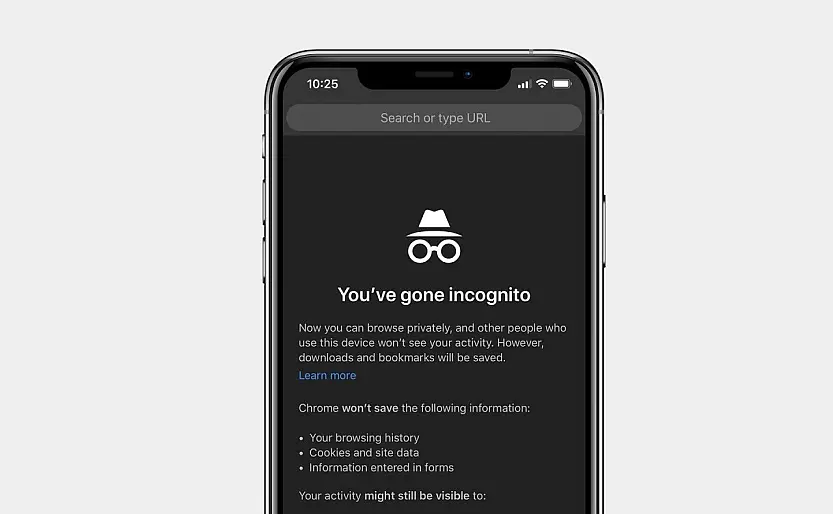 10:25
Search or type URL
You’ve gone incognito
Now you can browse privately, and other people who
use this device won’t see your activity. However,
downloads and bookmarks will be saved.
Learn more
Chrome won’t save the following information:
• Your browsing history
• Cookies and site data
• Information entered in forms
Your activity might still be visible to: